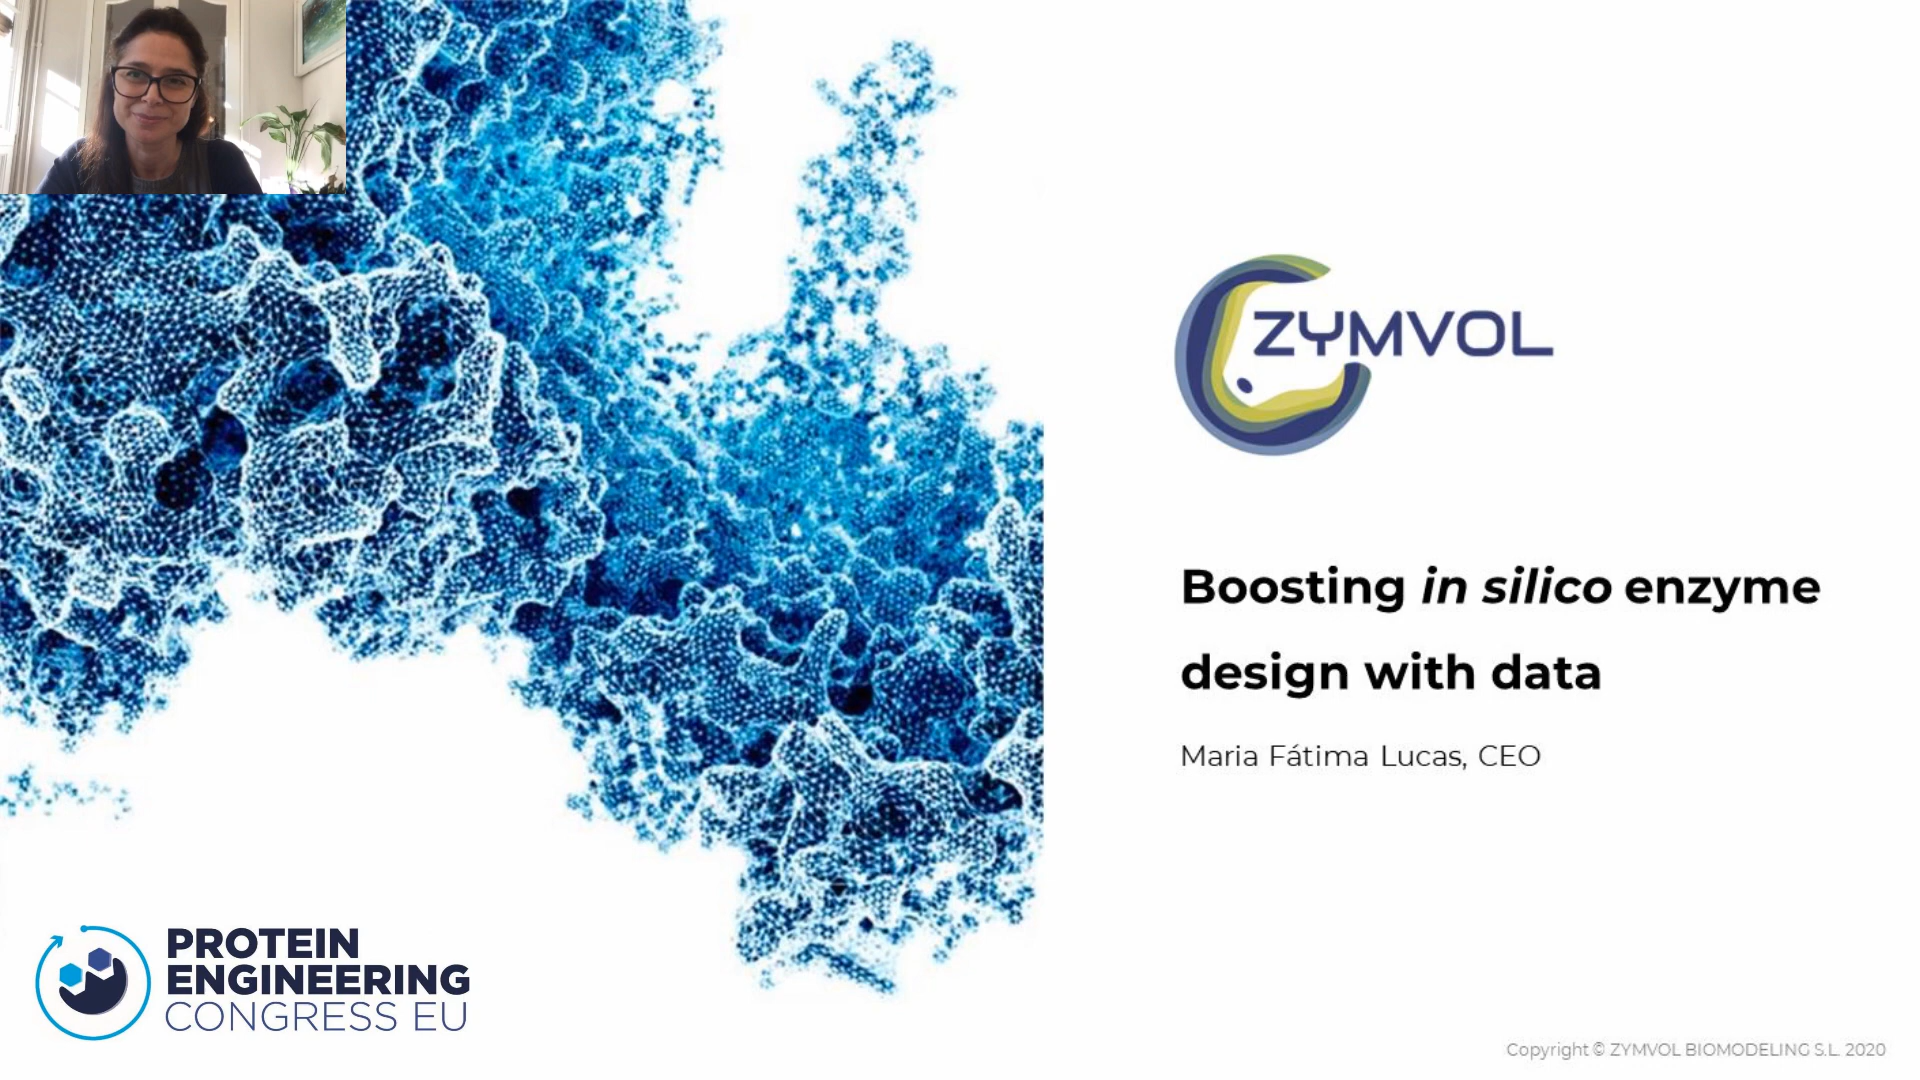 ZYMVOL
Boosting in silico enzyme
design with data
Maria Fátima Lucas, CEO
PROTEIN
ENGINEERING
CONGRESS EU
Copyright © ZYMVOL BIOMODELING S.L. 2020